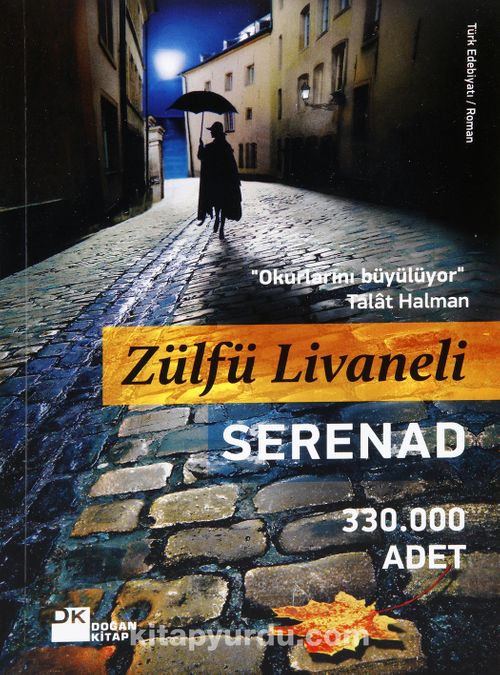 Türk Edebiyatı / Roman
"Okurlarını büyülüyor"
Talât Halman
Zülfü Livaneli
SERENAD
330.000
ADET
DK
DOĞAN
KİTAP
kitapyurdu.com